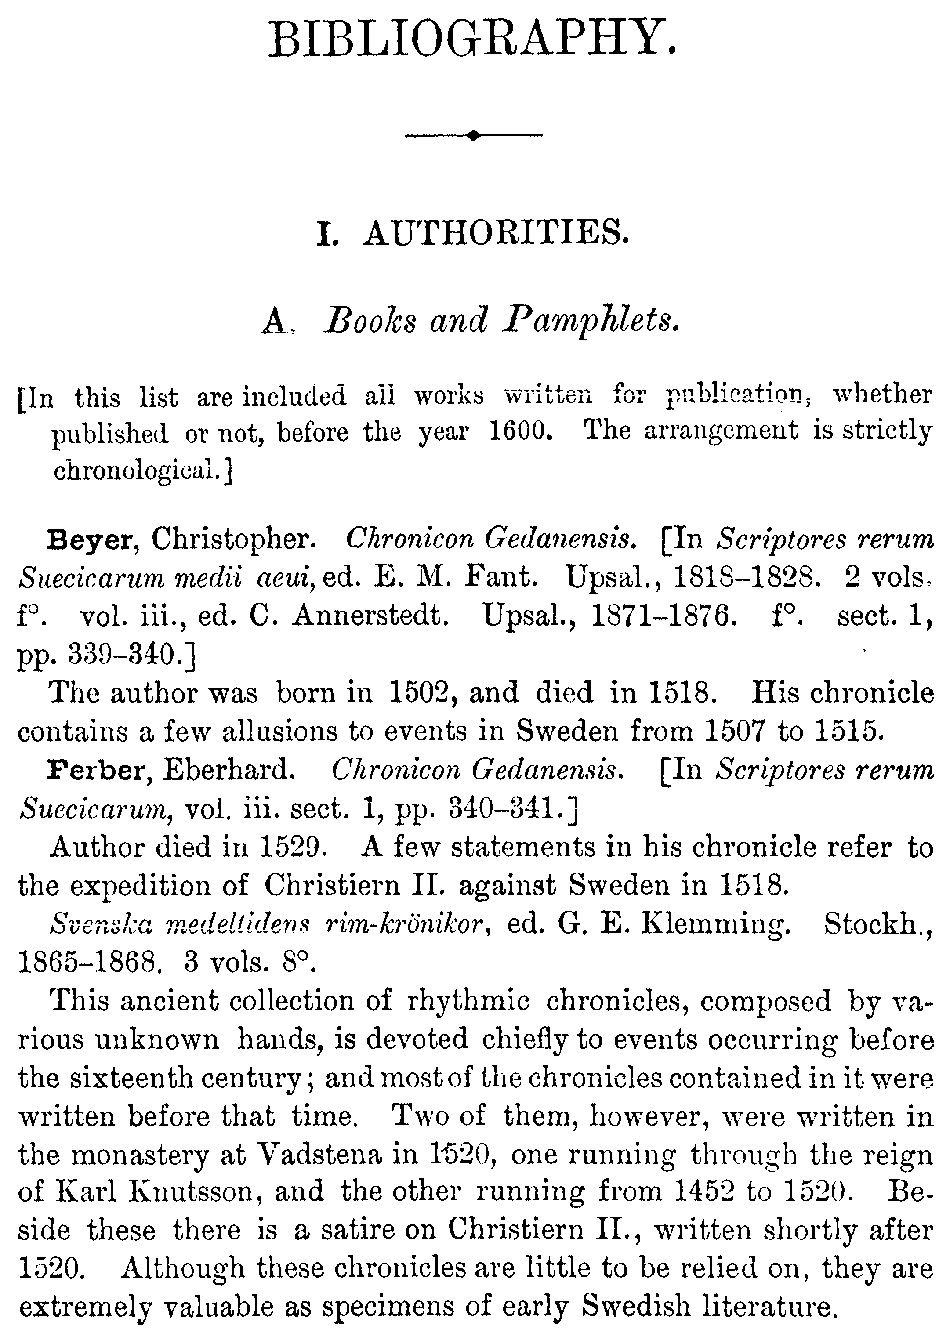 BIBLIOGRAPHY.
I. AUTHORITIES.
A. Books and Pamphlets.
[In this list are included all works written for publication, whether
published or not, before the year 1600. The arrangement is strictly
chronological.]
Beyer, Christopher. Chronicon Gedanensis. [In Scriptores rerum
Suecicarum medii aeui, ed. E. M. Fant. Upsal., 1818–1828. 2 vols.
f°. vol. iii., ed. C. Annerstedt. Upsal., 1871–1876. f°. sect. 1,
pp. 339–340.]
The author was born in 1502, and died in 1518. His chronicle
contains a few allusions to events in Sweden from 1507 to 1515.
Ferber, Eberhard. Chronicon Gedanensis. [In Scriptores rerum
Suecicarum, vol. iii. sect. 1, pp. 340–341.]
Author died in 1529. A few statements in his chronicle refer to
the expedition of Christiern II. against Sweden in 1518.
Svenska medeltidens rim-krönikor, ed. G. E. Klemming. Stockh.,
1865–1868. 3 vols. 8°.
This ancient collection of rhythmic chronicles, composed by va-
rious unknown hands, is devoted chiefly to events occurring before
the sixteenth century; and most of the chronicles contained in it were
written before that time. Two of them, however, were written in
the monastery at Vadstena in 1520, one running through the reign
of Karl Knutsson, and the other running from 1452 to 1520. Be-
side these there is a satire on Christiern II., written shortly after
1520. Although these chronicles are little to be relied on, they are
extremely valuable as specimens of early Swedish literature.